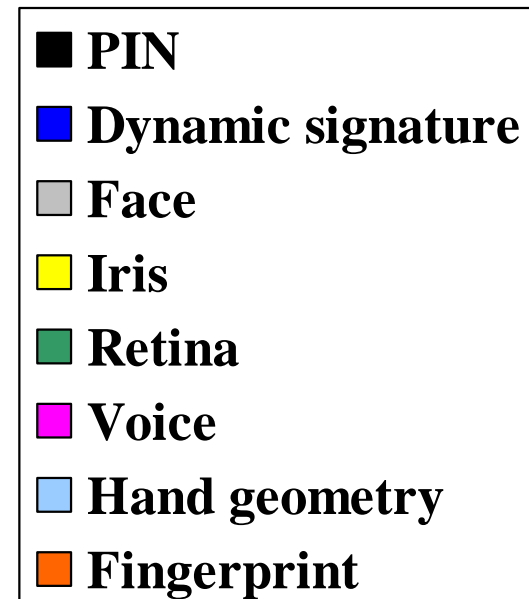 PIN
Dynamic signature
Face
Iris
Retina
Voice
Hand geometry
Fingerprint